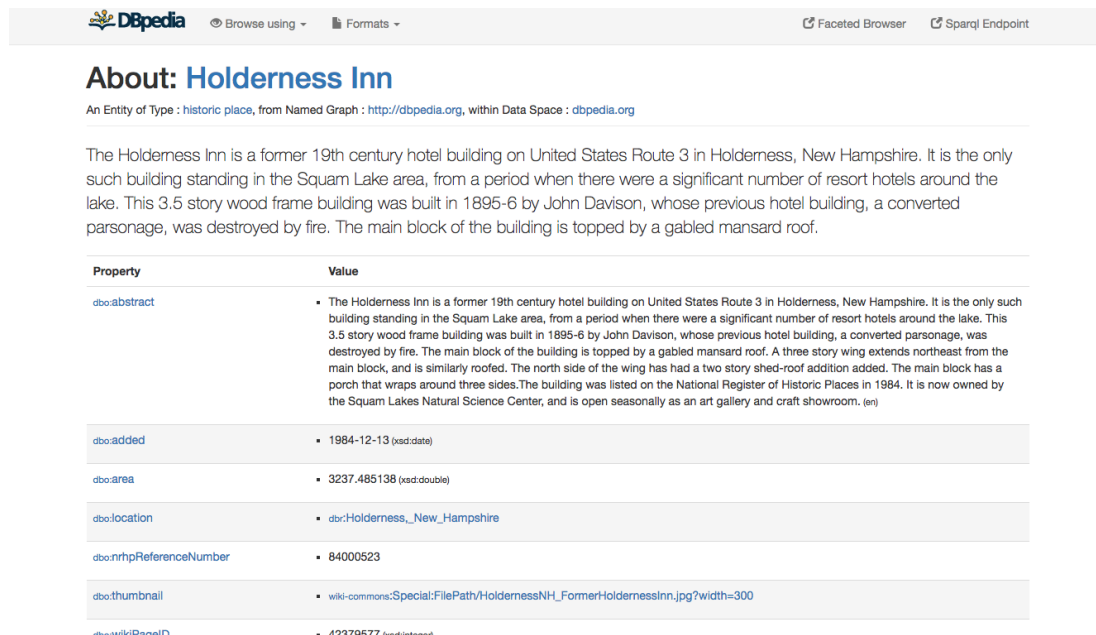 DBpedia Browse using Formats Faceted Browser Sparql Endpoint
About: Holderness Inn
An Entity of Type : historic place, from Named Graph : http://dbpedia.org, within Data Space : dbpedia.org
The Holderness Inn is a former 19th century hotel building on United States Route 3 in Holderness, New Hampshire. It is the only
such building standing in the Squam Lake area, from a period when there were a significant number of resort hotels around the
lake. This 3.5 story wood frame building was built in 1895-6 by John Davison, whose previous hotel building, a converted
parsonage, was destroyed by fire. The main block of the building is topped by a gabled mansard roof.
Property Value
dbo:abstract ▪ The Holderness Inn is a former 19th century hotel building on United States Route 3 in Holderness, New Hampshire. It is the only such
building standing in the Squam Lake area, from a period when there were a significant number of resort hotels around the lake. This
3.5 story wood frame building was built in 1895-6 by John Davison, whose previous hotel building, a converted parsonage, was
destroyed by fire. The main block of the building is topped by a gabled mansard roof. A three story wing extends northeast from the
main block, and is similarly roofed. The north side of the wing has had a two story shed-roof addition added. The main block has a
porch that wraps around three sides.The building was listed on the National Register of Historic Places in 1984. It is now owned by
the Squam Lakes Natural Science Center, and is open seasonally as an art gallery and craft showroom. (en)
dbo:added ▪ 1984-12-13 (xsd:date)
dbo:area ▪ 3237.485138 (xsd:double)
dbo:location ▪ dbr:Holderness,_New_Hampshire
dbo:nrhpReferenceNumber ▪ 84000523
dbo:thumbnail ▪ wiki-commons:Special:FilePath/HoldernessNH_FormerHoldernessInn.jpg?width=300
dbo:wikiPageID ▪ 42379577 (xsd:integer)